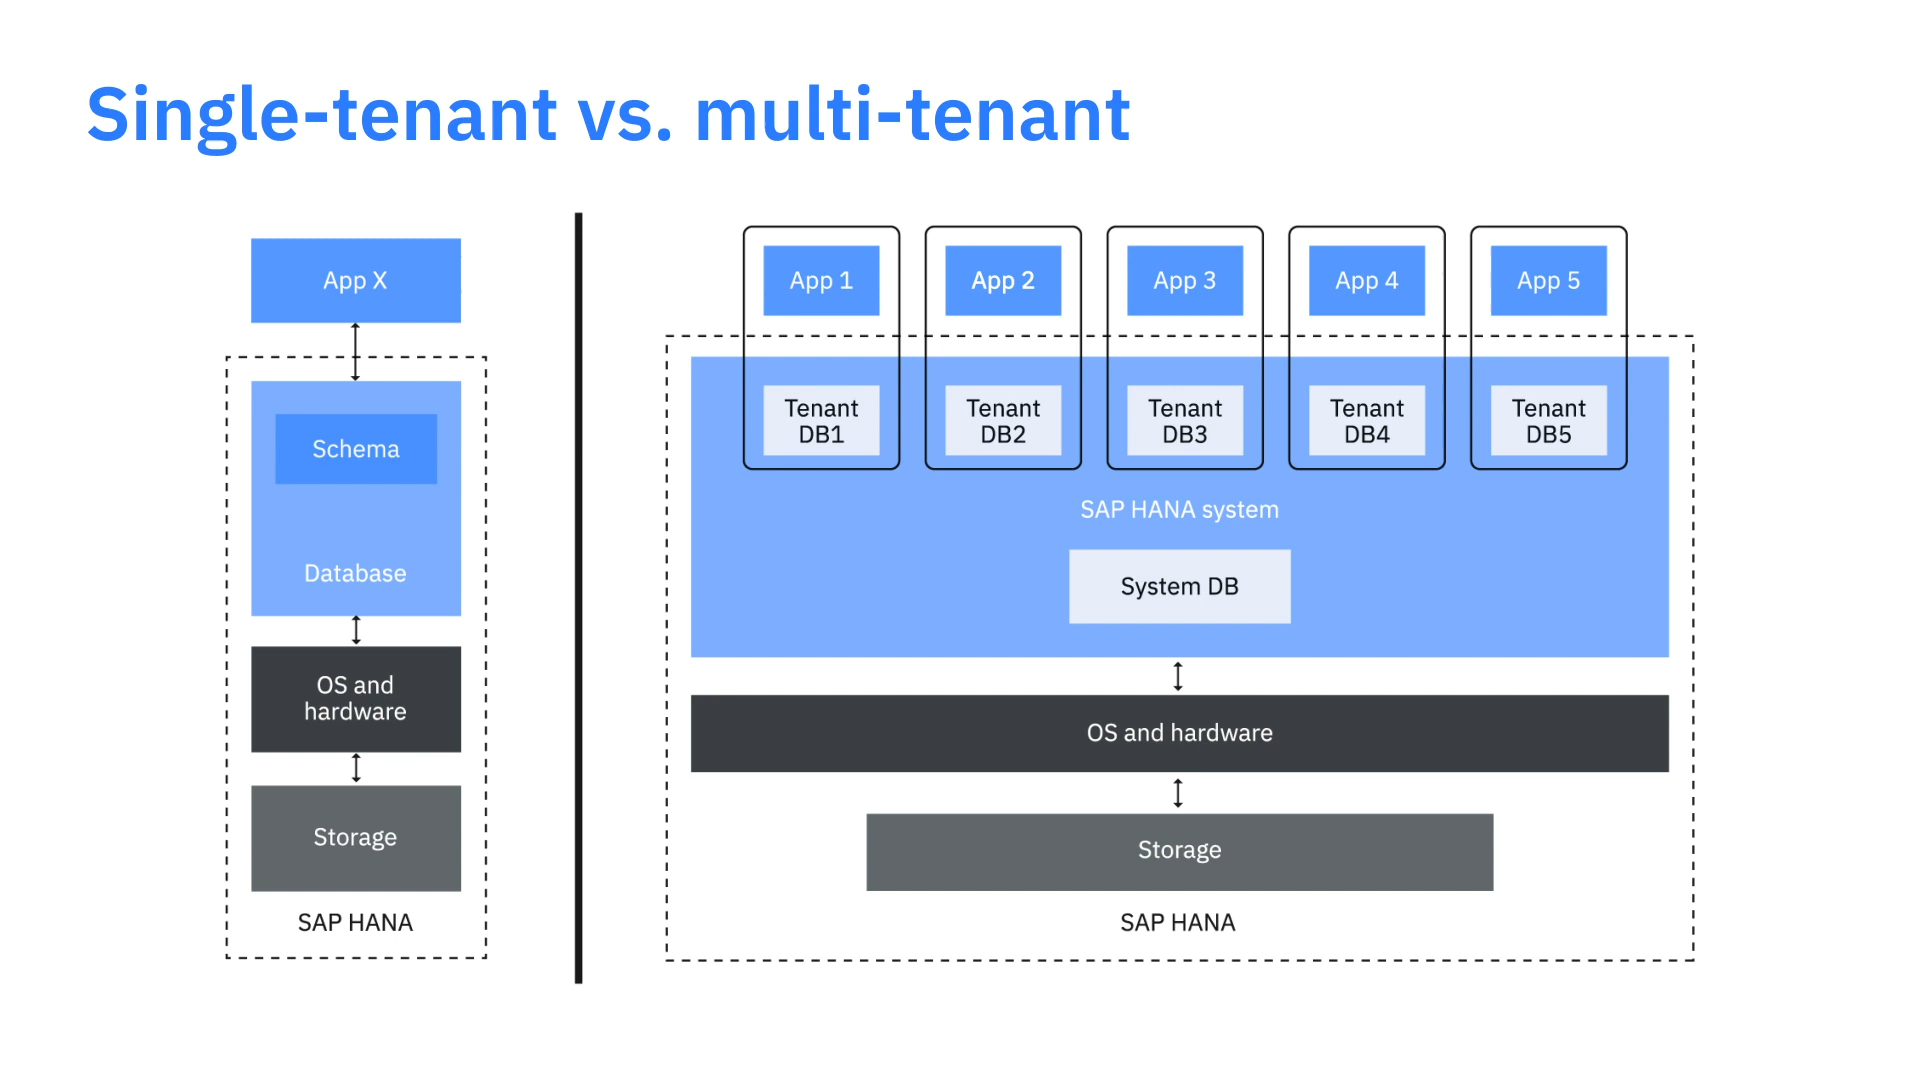 Single-tenant vs. multi-tenant
App X
Schema
Database
OS and
hardware
Storage
SAP HANA
App 1
App 2
App 3
App 4
App 5
Tenant
DB1
Tenant
DB2
Tenant
DB3
Tenant
DB4
Tenant
DB5
SAP HANA system
System DB
OS and hardware
Storage
SAP HANA